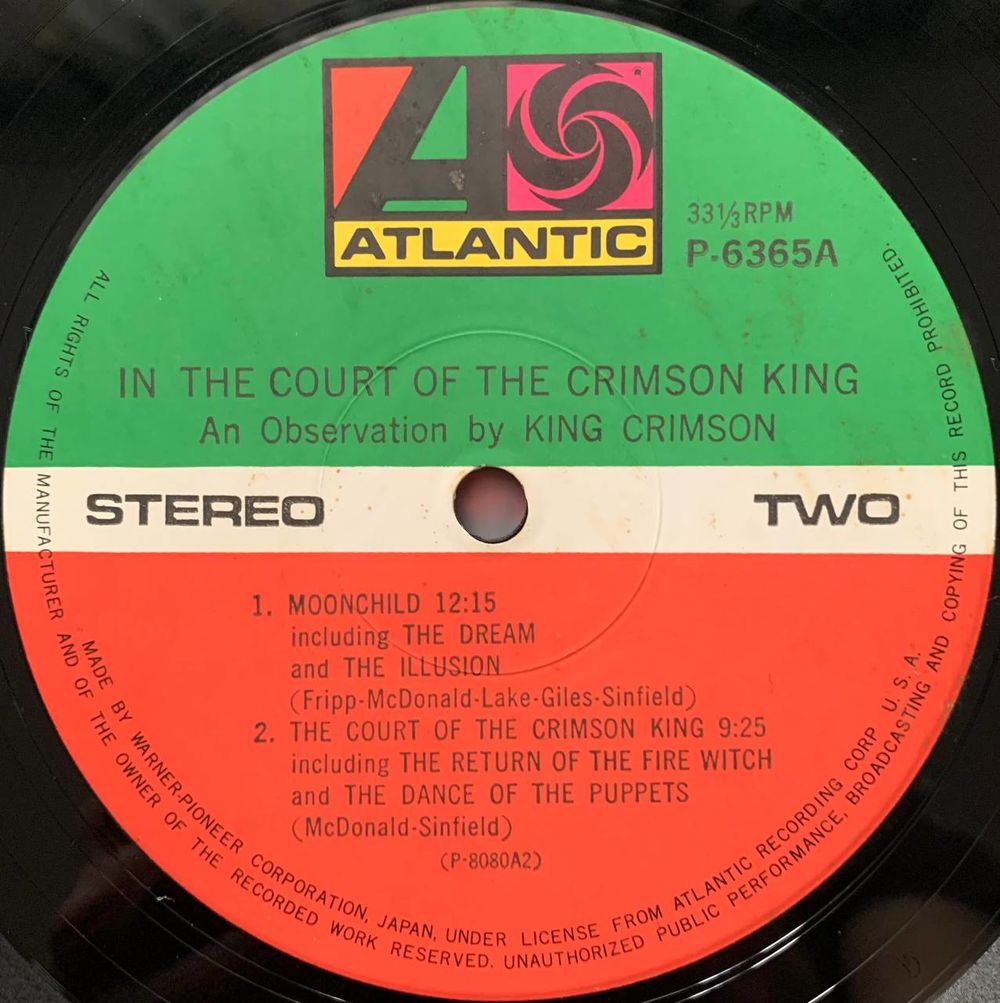 ATLANTIC
33⅓RPM
P-6365A
IN THE COURT OF THE CRIMSON KING
An Observation by KING CRIMSON
STEREO
TWO
1. MOONCHILD 12:15
including THE DREAM
and THE ILLUSION
(Fripp-McDonald-Lake-Giles-Sinfield)
2. THE COURT OF THE CRIMSON KING 9:25
including THE RETURN OF THE FIRE WITCH
and THE DANCE OF THE PUPPETS
(McDonald-Sinfield)
(P-8080A2)
MADE BY WARNER-PIONEER CORPORATION, JAPAN, UNDER LICENSE FROM ATLANTIC RECORDING CORP U. S. A.
ALL RIGHTS OF THE MANUFACTURER AND OF THE OWNER OF THE RECORDED WORK RESERVED. UNAUTHORIZED PUBLIC PERFORMANCE, BROADCASTING AND COPYING OF THIS RECORD PROHIBITED.